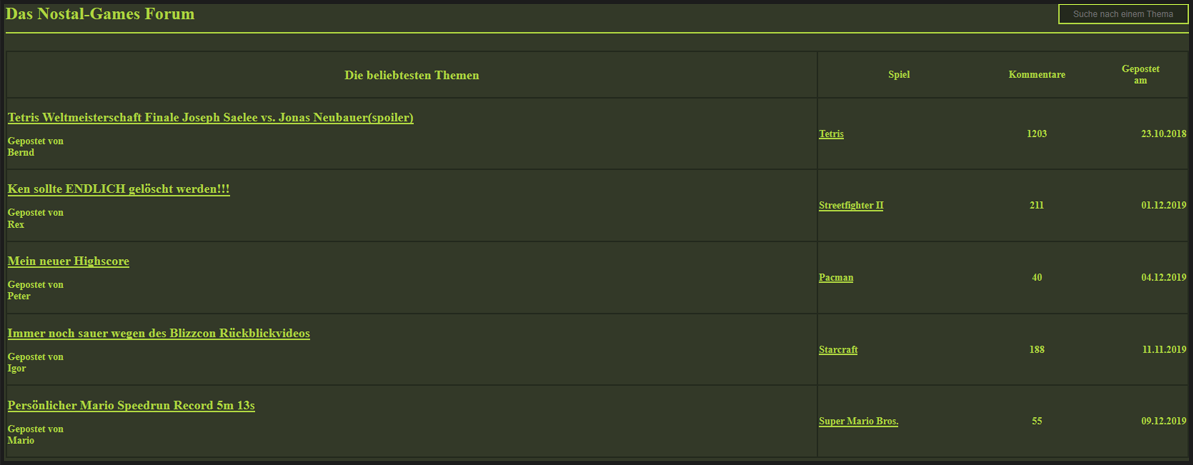 Das Nostal-Games Forum
Suche nach einem Thema
Die beliebtesten Themen
Spiel
Kommentare
Gepostet
am
Tetris Weltmeisterschaft Finale Joseph Saelee vs. Jonas Neubauer(spoiler)
Gepostet von
Bernd
Tetris
1203
23.10.2018
Ken sollte ENDLICH gelöscht werden!!!
Gepostet von
Rex
Streetfighter II
211
01.12.2019
Mein neuer Highscore
Gepostet von
Peter
Pacman
40
04.12.2019
Immer noch sauer wegen des Blizzcon Rückblickvideos
Gepostet von
Igor
Starcraft
188
11.11.2019
Persönlicher Mario Speedrun Record 5m 13s
Gepostet von
Mario
Super Mario Bros.
55
09.12.2019